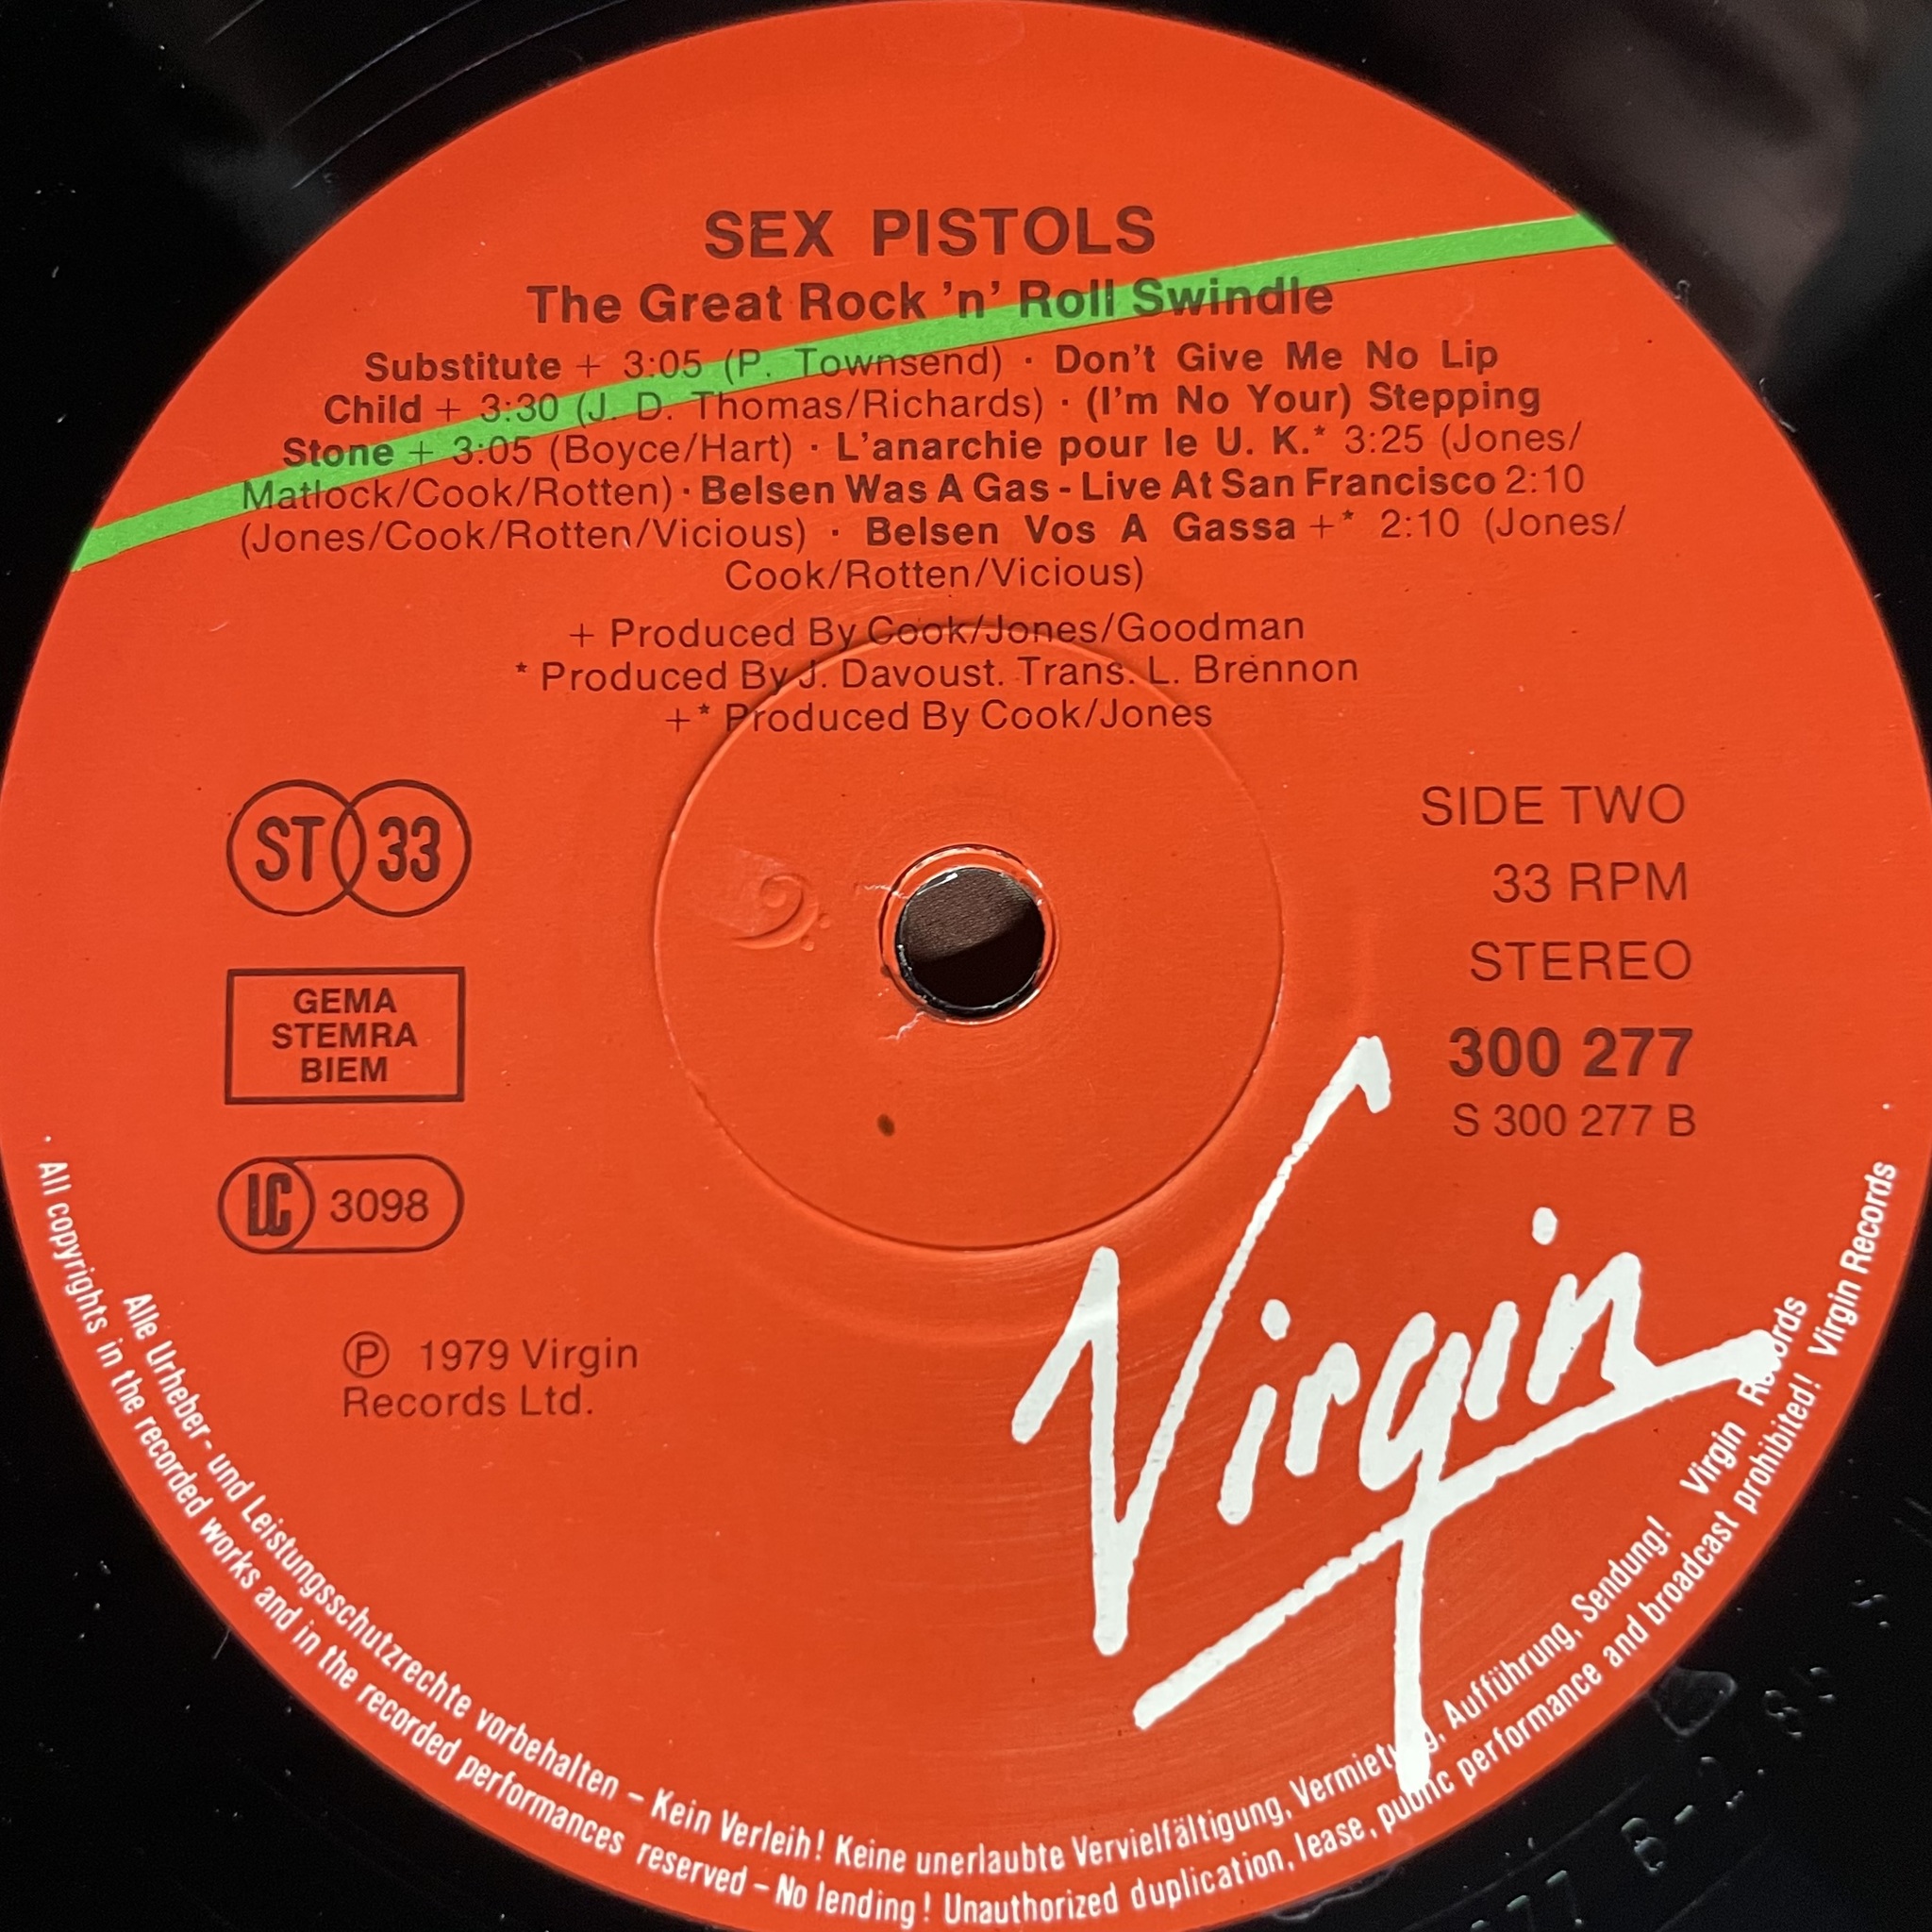 SEX PISTOLS
The Great Rock 'n' Roll Swindle
Substitute + 3:05 (P. Townsend) · Don't Give Me No Lip
Child + 3:30 (J. D. Thomas/Richards) · (I'm No Your) Stepping
Stone + 3:05 (Boyce/Hart) · L'anarchie pour le U. K.* 3:25 (Jones/
Matlock/Cook/Rotten) · Belsen Was A Gas - Live At San Francisco 2:10
(Jones/Cook/Rotten/Vicious) · Belsen Vos A Gassa +* 2:10 (Jones/
Cook/Rotten/Vicious)
+ Produced By Cook/Jones/Goodman
* Produced By J. Davoust. Trans. L. Brennon
+* Produced By Cook/Jones
ST 33
GEMA
STEMRA
BIEM
LC 3098
℗ 1979 Virgin
Records Ltd.
SIDE TWO
33 RPM
STEREO
300 277
S 300 277 B
Virgin
Alle Urheber- und Leistungsschutzrechte vorbehalten – Kein Verleih! Keine unerlaubte Vervielfältigung, Vermietung, Aufführung, Sendung! Virgin Records
· All copyrights in the recorded works and in the recorded performances reserved – No lending! Unauthorized duplication, lease, public performance and broadcast prohibited! Virgin Records ·